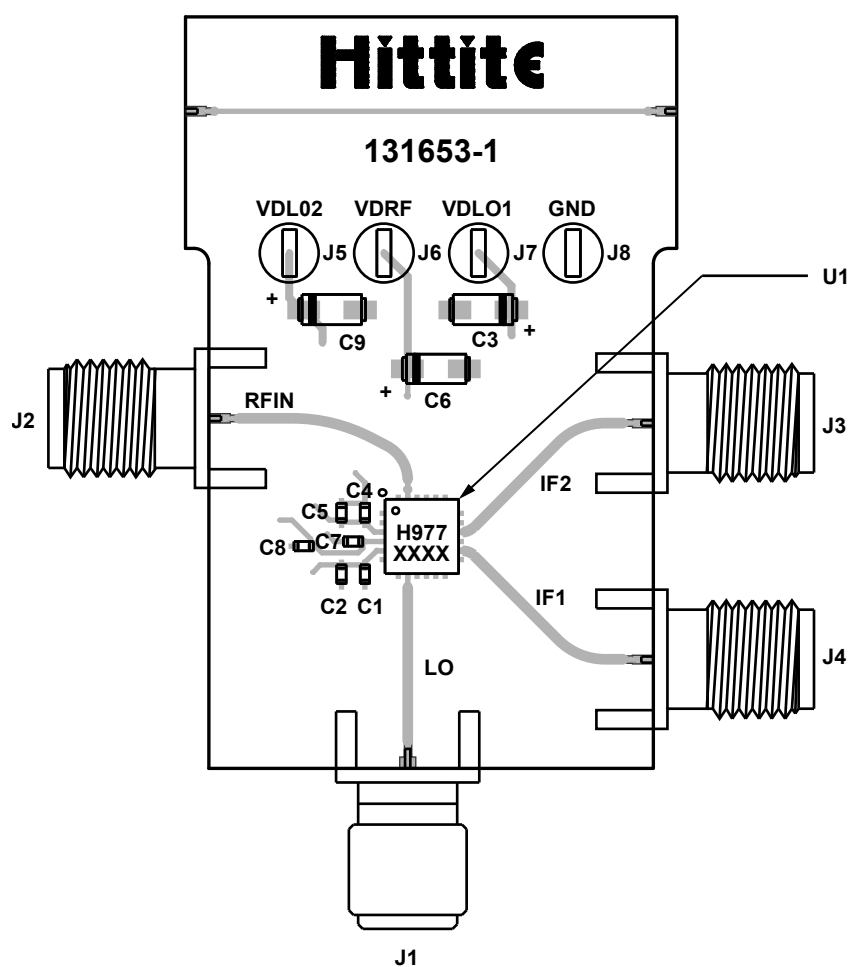 Hittite
131653-1
VDL02 VDRF VDLO1 GND
J5 J6 J7 J8
U1
+
C9 C3 +
+ C6
J2 RFIN J3
C4 IF2
C5
H977
C7
C8 XXXX
C2 C1 IF1
J4
LO
J1